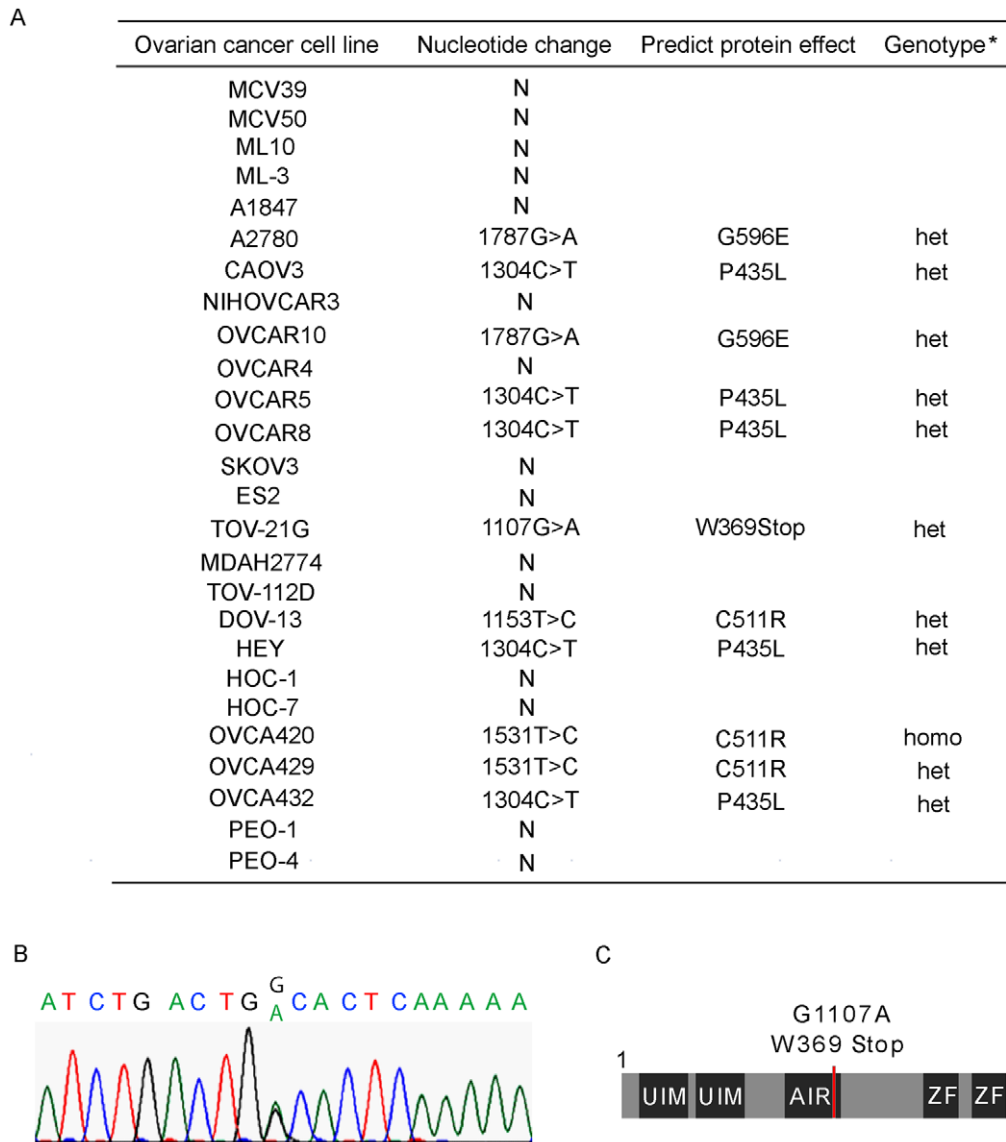 A
Ovarian cancer cell line Nucleotide change Predict protein effect Genotype*
MCV39 N
MCV50 N
ML10 N
ML-3 N
A1847 N
A2780 1787G>A G596E het
CAOV3 1304C>T P435L het
NIHOVCAR3 N
OVCAR10 1787G>A G596E het
OVCAR4 N
OVCAR5 1304C>T P435L het
OVCAR8 1304C>T P435L het
SKOV3 N
ES2 N
TOV-21G 1107G>A W369Stop het
MDAH2774 N
TOV-112D N
DOV-13 1153T>C C511R het
HEY 1304C>T P435L het
HOC-1 N
HOC-7 N
OVCA420 1531T>C C511R homo
OVCA429 1531T>C C511R het
OVCA432 1304C>T P435L het
PEO-1 N
PEO-4 N
B
G
A T C T G A C T G A C A C T C A A A A A
C
G1107A
W369 Stop
1
UIM UIM AIR ZF ZF